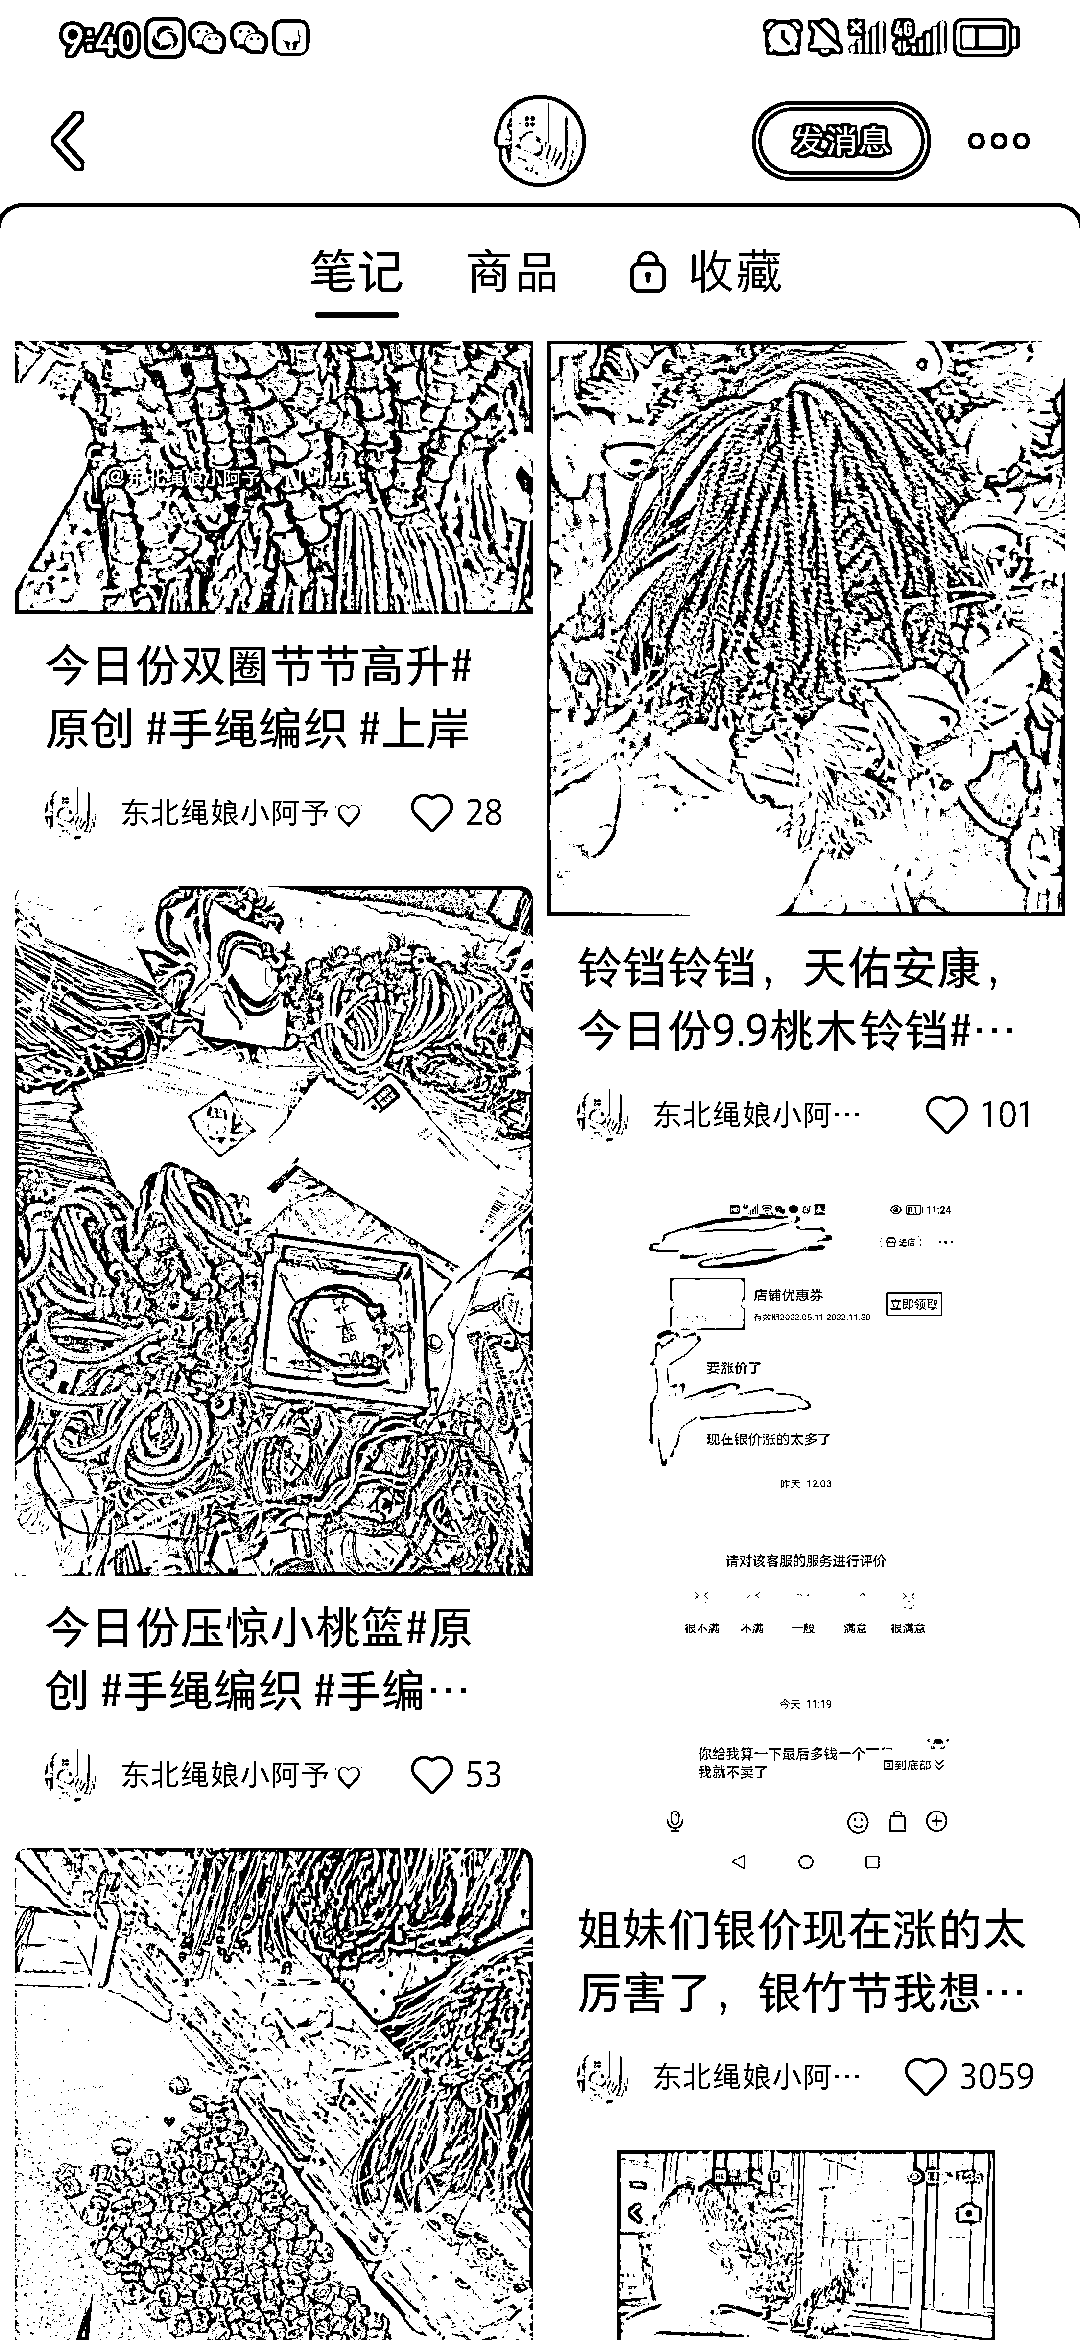 9:40
发消息
笔记
商品
收藏
@东北绳娘小阿予
今日份双圈节节高升#
原创 #手绳编织 #上岸
东北绳娘小阿予♡
28
铃铛铃铛，天佑安康，
今日份9.9桃木铃铛#…
东北绳娘小阿…
101
11:24
店铺优惠券
立即领取
要涨价了
现在银价涨的太多了
昨天 12:03
请对该客服的服务进行评价
很不满
不满
一般
满意
很满意
今天 11:19
你给我算一下最后多钱一个
我就不卖了
回到底部
今日份压惊小桃篮#原
创 #手绳编织 #手编…
东北绳娘小阿予♡
53
姐妹们银价现在涨的太
厉害了，银竹节我想…
东北绳娘小阿…
3059